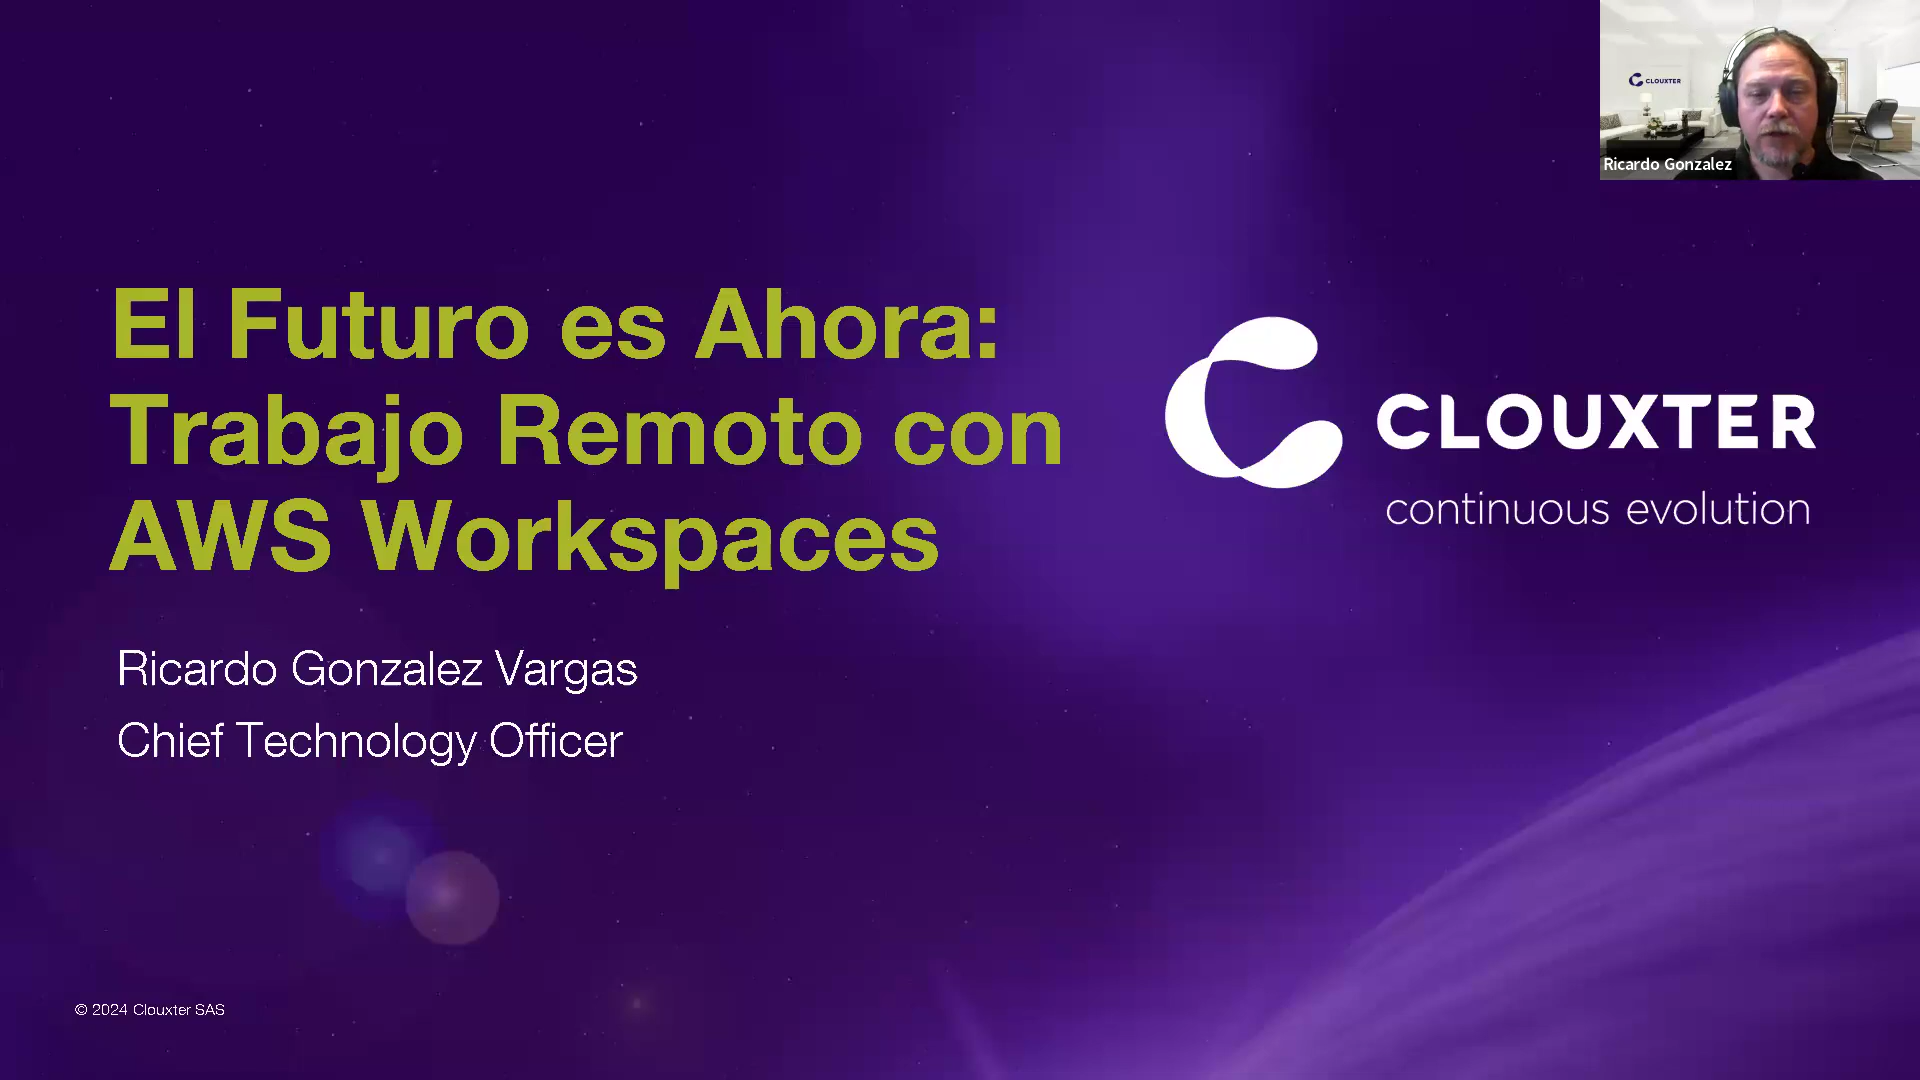 CLOUXTER
Ricardo Gonzalez
El Futuro es Ahora:
Trabajo Remoto con
AWS Workspaces
CLOUXTER
continuous evolution
Ricardo Gonzalez Vargas
Chief Technology Officer
© 2024 Clouxter SAS